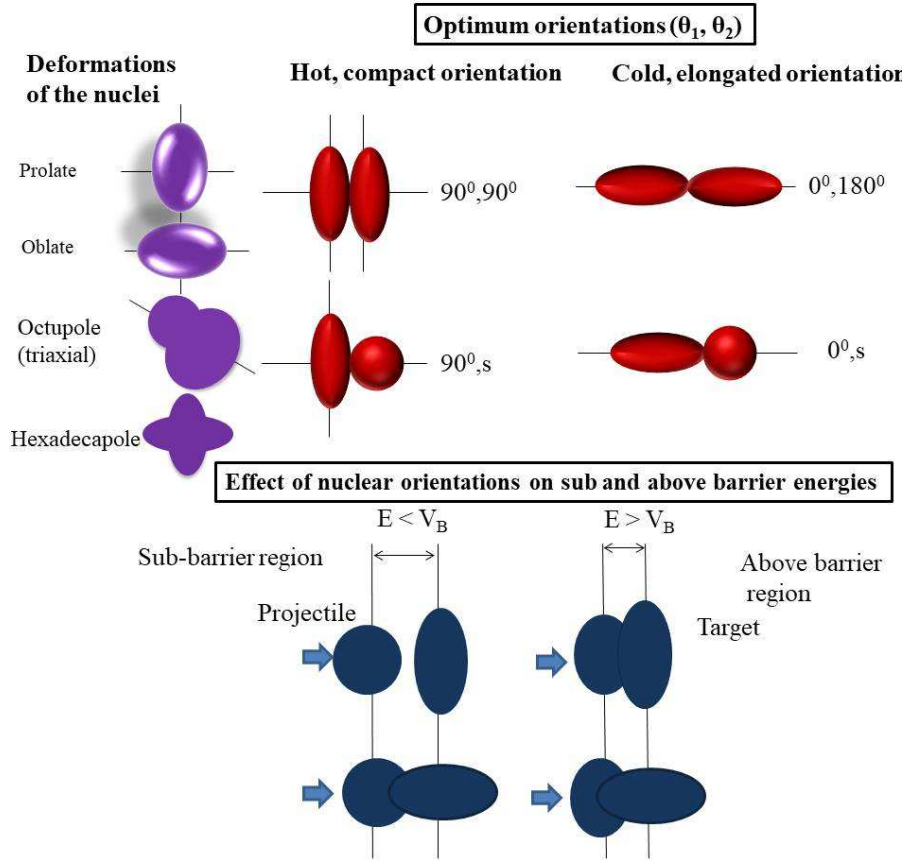 Optimum orientations (θ₁, θ₂)
Deformations
of the nuclei
Hot, compact orientation
Cold, elongated orientation
Prolate
90⁰,90⁰
0⁰,180⁰
Oblate
Octupole
(triaxial)
90⁰,s
0⁰,s
Hexadecapole
Effect of nuclear orientations on sub and above barrier energies
E < V_B
E > V_B
Sub-barrier region
Above barrier
region
Projectile
Target